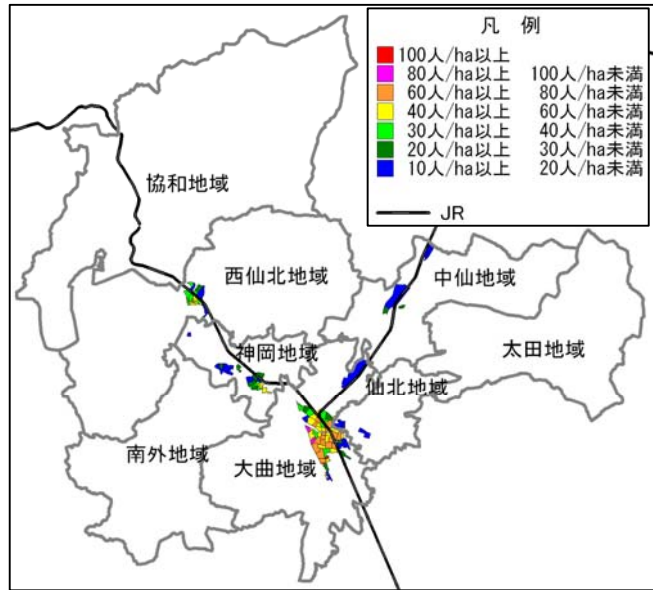 凡　例
100人/ha以上
80人/ha以上　100人/ha未満
60人/ha以上　80人/ha未満
40人/ha以上　60人/ha未満
30人/ha以上　40人/ha未満
20人/ha以上　30人/ha未満
10人/ha以上　20人/ha未満
JR
協和地域
西仙北地域
中仙地域
神岡地域
太田地域
仙北地域
南外地域
大曲地域